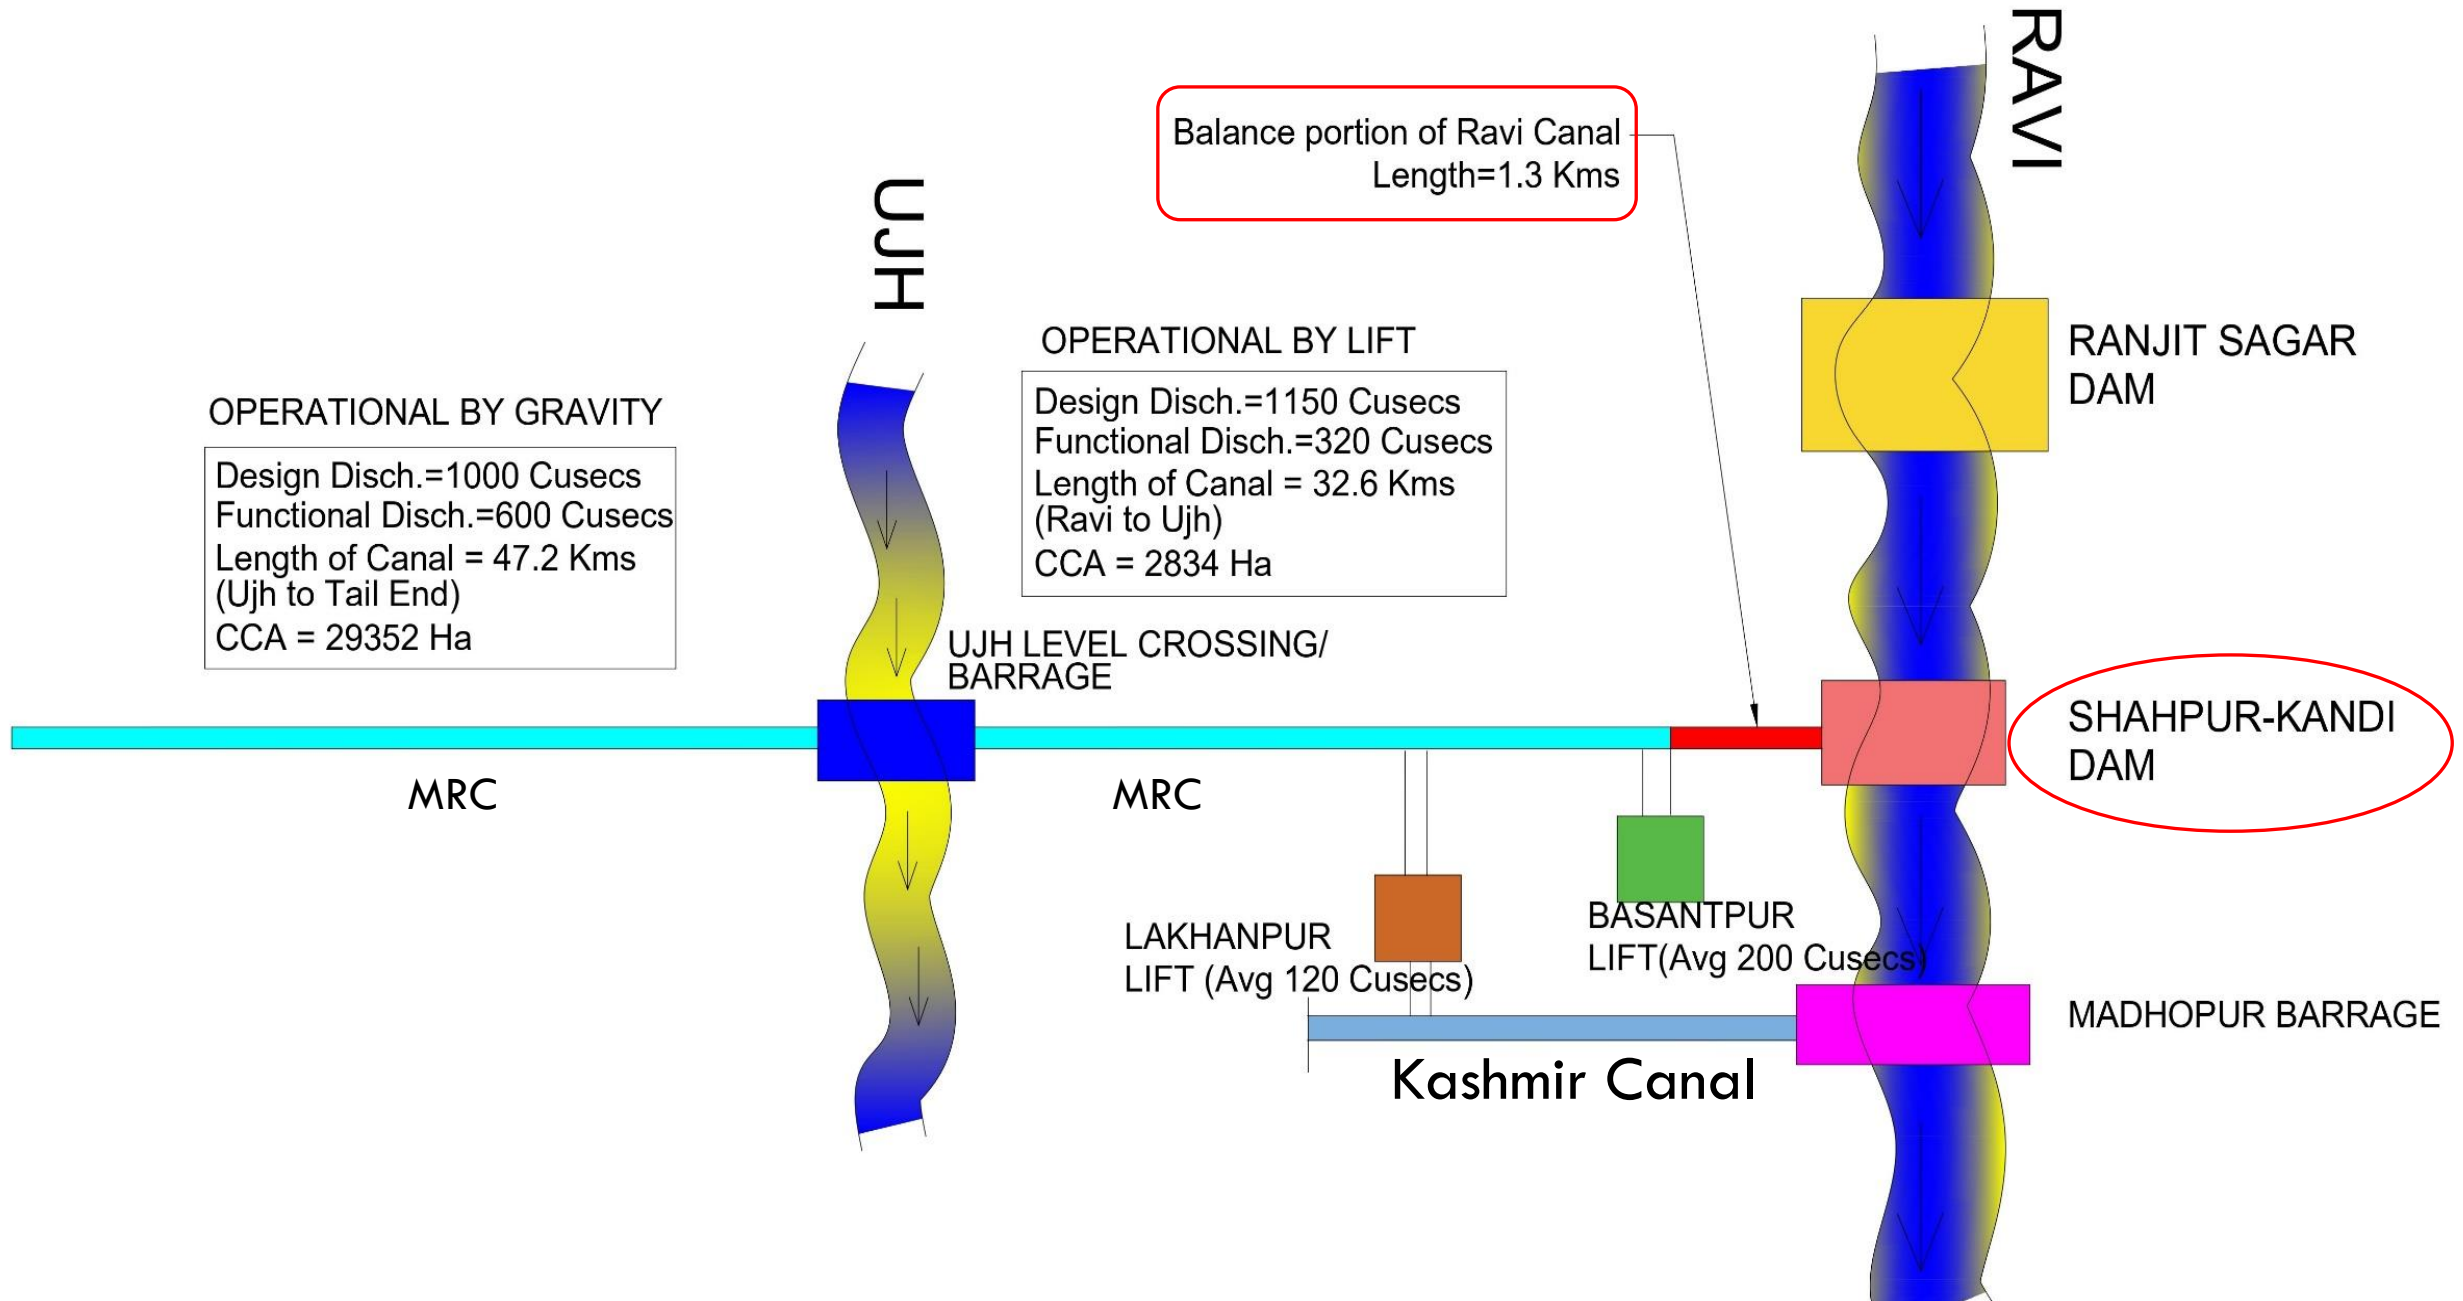 RAVI
Balance portion of Ravi Canal
Length=1.3 Kms
UJH
OPERATIONAL BY LIFT
Design Disch.=1150 Cusecs
Functional Disch.=320 Cusecs
Length of Canal = 32.6 Kms
(Ravi to Ujh)
CCA = 2834 Ha
RANJIT SAGAR
DAM
OPERATIONAL BY GRAVITY
Design Disch.=1000 Cusecs
Functional Disch.=600 Cusecs
Length of Canal = 47.2 Kms
(Ujh to Tail End)
CCA = 29352 Ha
UJH LEVEL CROSSING/
BARRAGE
SHAHPUR-KANDI
DAM
MRC
MRC
LAKHANPUR
LIFT (Avg 120 Cusecs)
BASANTPUR
LIFT(Avg 200 Cusecs)
MADHOPUR BARRAGE
Kashmir Canal